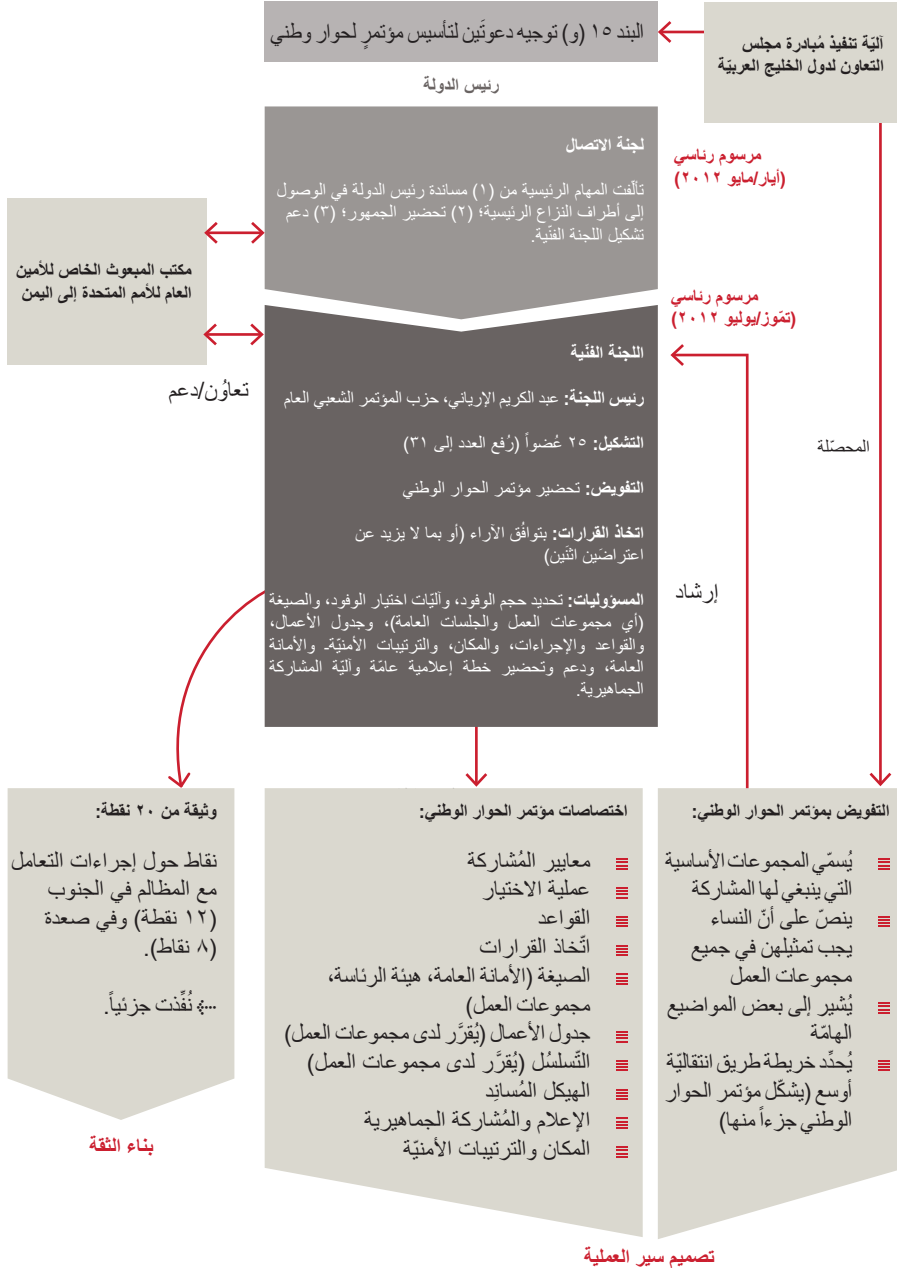 آليّة تنفيذ مُبادرة مجلس
التعاون لدول الخليج العربيّة
البند ١٥ (و) توجيه دعوتَين لتأسيس مؤتمرٍ لحوار وطني
رئيس الدولة
مرسوم رئاسي
(أيار/مايو ٢٠١٢)
لجنة الاتصال
تألّفت المهام الرئيسية من (١) مساندة رئيس الدولة في الوصول
إلى أطراف النزاع الرئيسية؛ (٢) تحضير الجمهور؛ (٣) دعم
تشكيل اللجنة الفنّية.
مكتب المبعوث الخاص للأمين
العام للأمم المتحدة إلى اليمن
تعاوُن/دعم
مرسوم رئاسي
(تمّوز/يوليو ٢٠١٢)
اللجنة الفنّية
رئيس اللجنة: عبد الكريم الإرياني، حزب المؤتمر الشعبي العام
التشكيل: ٢٥ عُضواً (رُفع العدد إلى ٣١)
التفويض: تحضير مؤتمر الحوار الوطني
اتخاذ القرارات: بتوافُق الآراء (أو بما لا يزيد عن
اعتراضَين اثنَين)
المسؤوليات: تحديد حجم الوفود، وآليّات اختيار الوفود، والصيغة
(أي مجموعات العمل والجلسات العامة)، وجدول الأعمال،
والقواعد والإجراءات، والمكان، والترتيبات الأمنيّة۔ والأمانة
العامة، ودعم وتحضير خطة إعلامية عامّة وآليّة المشاركة
الجماهيرية.
المحصّلة
إرشاد
التفويض بمؤتمر الحوار الوطني:
يُسمّي المجموعات الأساسية
التي ينبغي لها المشاركة
ينصّ على أنّ النساء
يجب تمثيلهن في جميع
مجموعات العمل
يُشير إلى بعض المواضيع
الهامّة
يُحدِّد خريطة طريق انتقاليّة
أوسع (يشكّل مؤتمر الحوار
الوطني جزءاً منها)
اختصاصات مؤتمر الحوار الوطني:
معايير المُشاركة
عملية الاختيار
القواعد
اتّخاذ القرارات
الصيغة (الأمانة العامة، هيئة الرئاسة،
مجموعات العمل)
جدول الأعمال (يُقرَّر لدى مجموعات العمل)
التّسلسُل (يُقرَّر لدى مجموعات العمل)
الهيكل المُسانِد
الإعلام والمُشاركة الجماهيرية
المكان والترتيبات الأمنيّة
وثيقة من ٢٠ نقطة:
نقاط حول إجراءات التعامل
مع المظالم في الجنوب
(١٢ نقطة) وفي صعدة
(٨ نقاط).
نُفِّذت جزئياً.
بناء الثقة
تصميم سير العملية